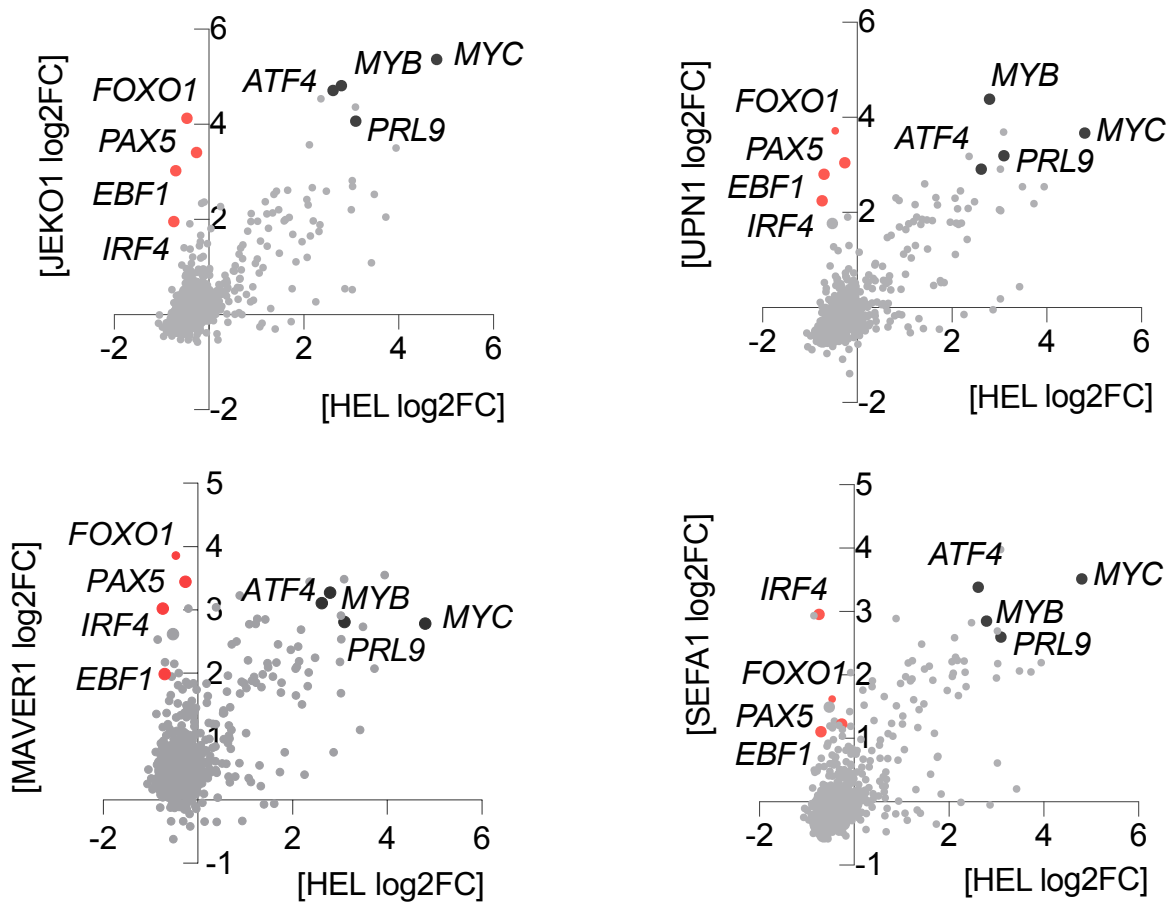 6
MYB
MYC
ATF4
FOXO1
4
PRL9
PAX5
EBF1
2
IRF4
[JEKO1 log2FC]
-2
2
4
6
[HEL log2FC]
-2
6
MYB
FOXO1
4
MYC
ATF4
PRL9
PAX5
EBF1
2
IRF4
[UPN1 log2FC]
-2
2
4
6
[HEL log2FC]
-2
5
FOXO1
4
PAX5
ATF4
MYB
MYC
3
IRF4
PRL9
EBF1
2
1
[MAVER1 log2FC]
-2
2
4
6
-1
[HEL log2FC]
5
4
ATF4
MYC
IRF4
3
MYB
PRL9
FOXO1
2
PAX5
1
EBF1
[SEFA1 log2FC]
-2
2
4
6
-1
[HEL log2FC]